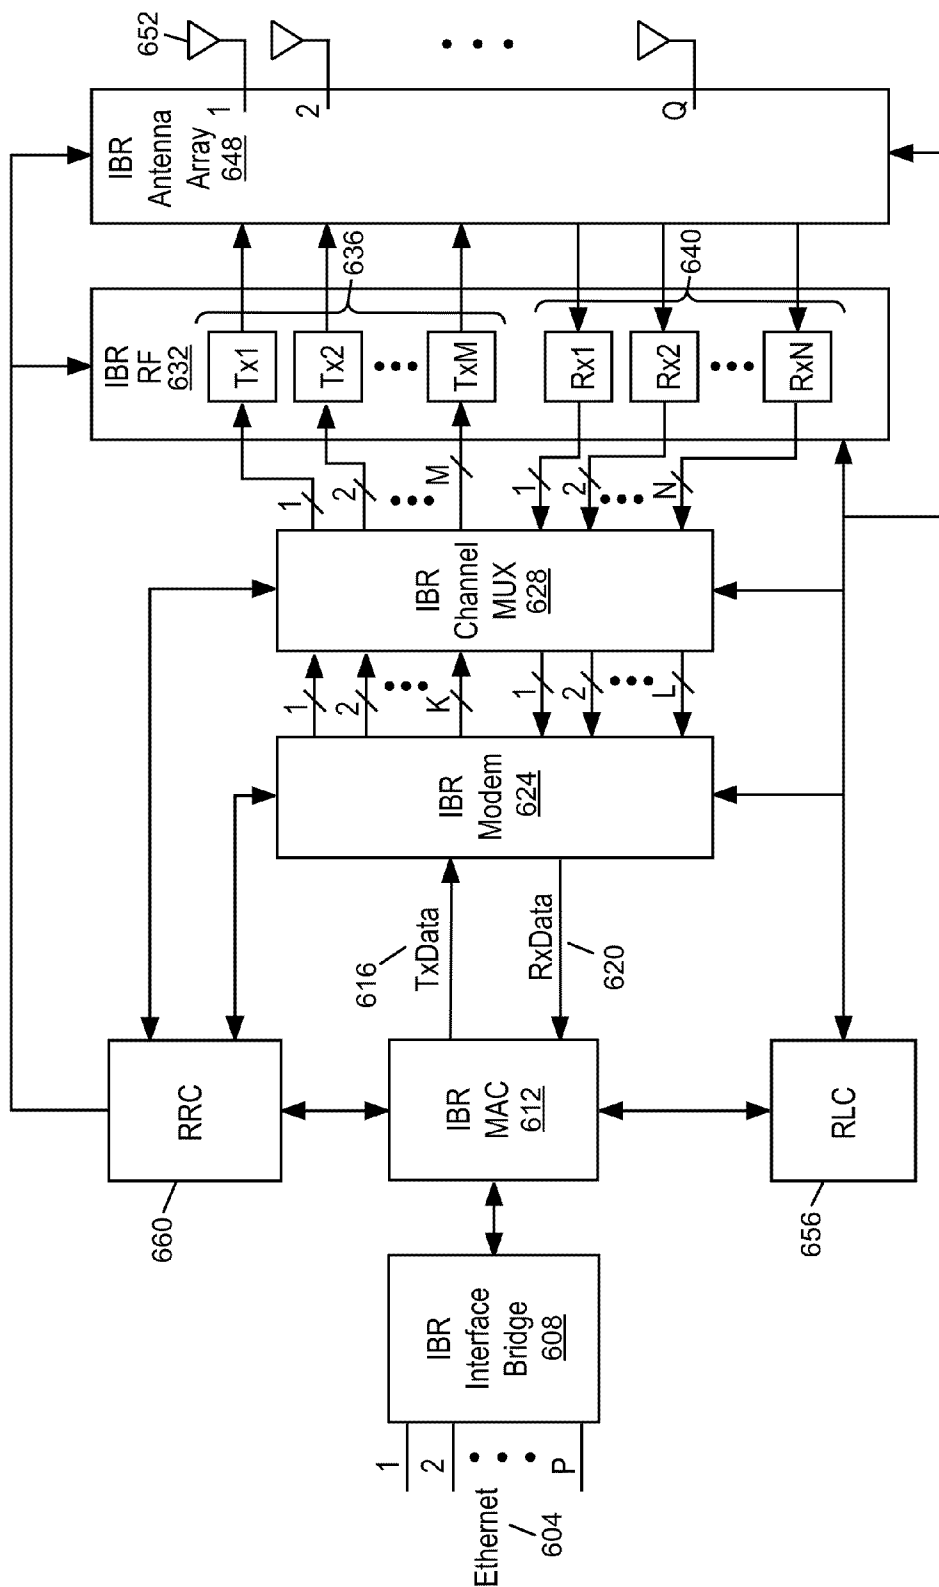 Ethernet
604
1
2
P
IBR
Interface
Bridge
608
660
RRC
IBR
MAC
612
656
RLC
616
TxData
RxData
620
IBR
Modem
624
1
2
K
1
2
L
IBR
Channel
MUX
628
1
2
M
1
2
N
IBR
RF
632
Tx1
Tx2
TxM
636
Rx1
Rx2
RxN
640
IBR
Antenna
Array
648
1
2
Q
652